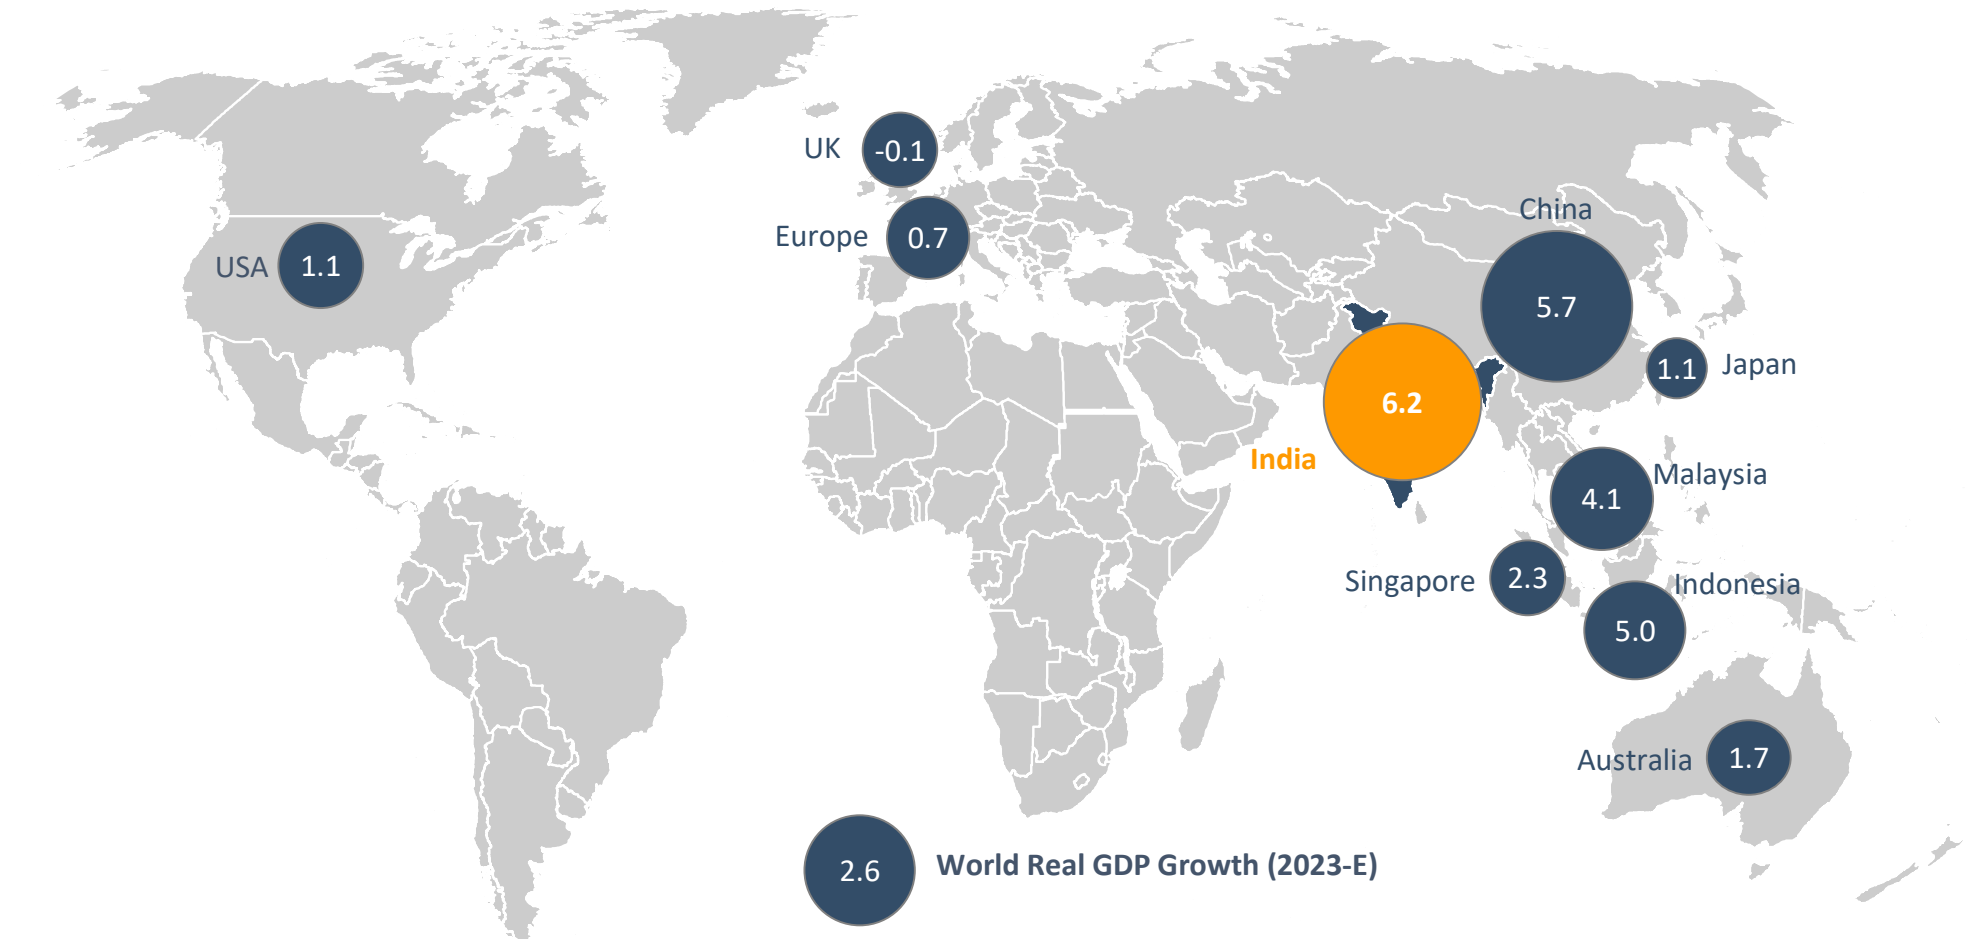 UK
-0.1
China
Europe
0.7
USA
1.1
5.7
1.1
Japan
6.2
India
Malaysia
4.1
Singapore
2.3
Indonesia
5.0
Australia
1.7
2.6
World Real GDP Growth (2023-E)